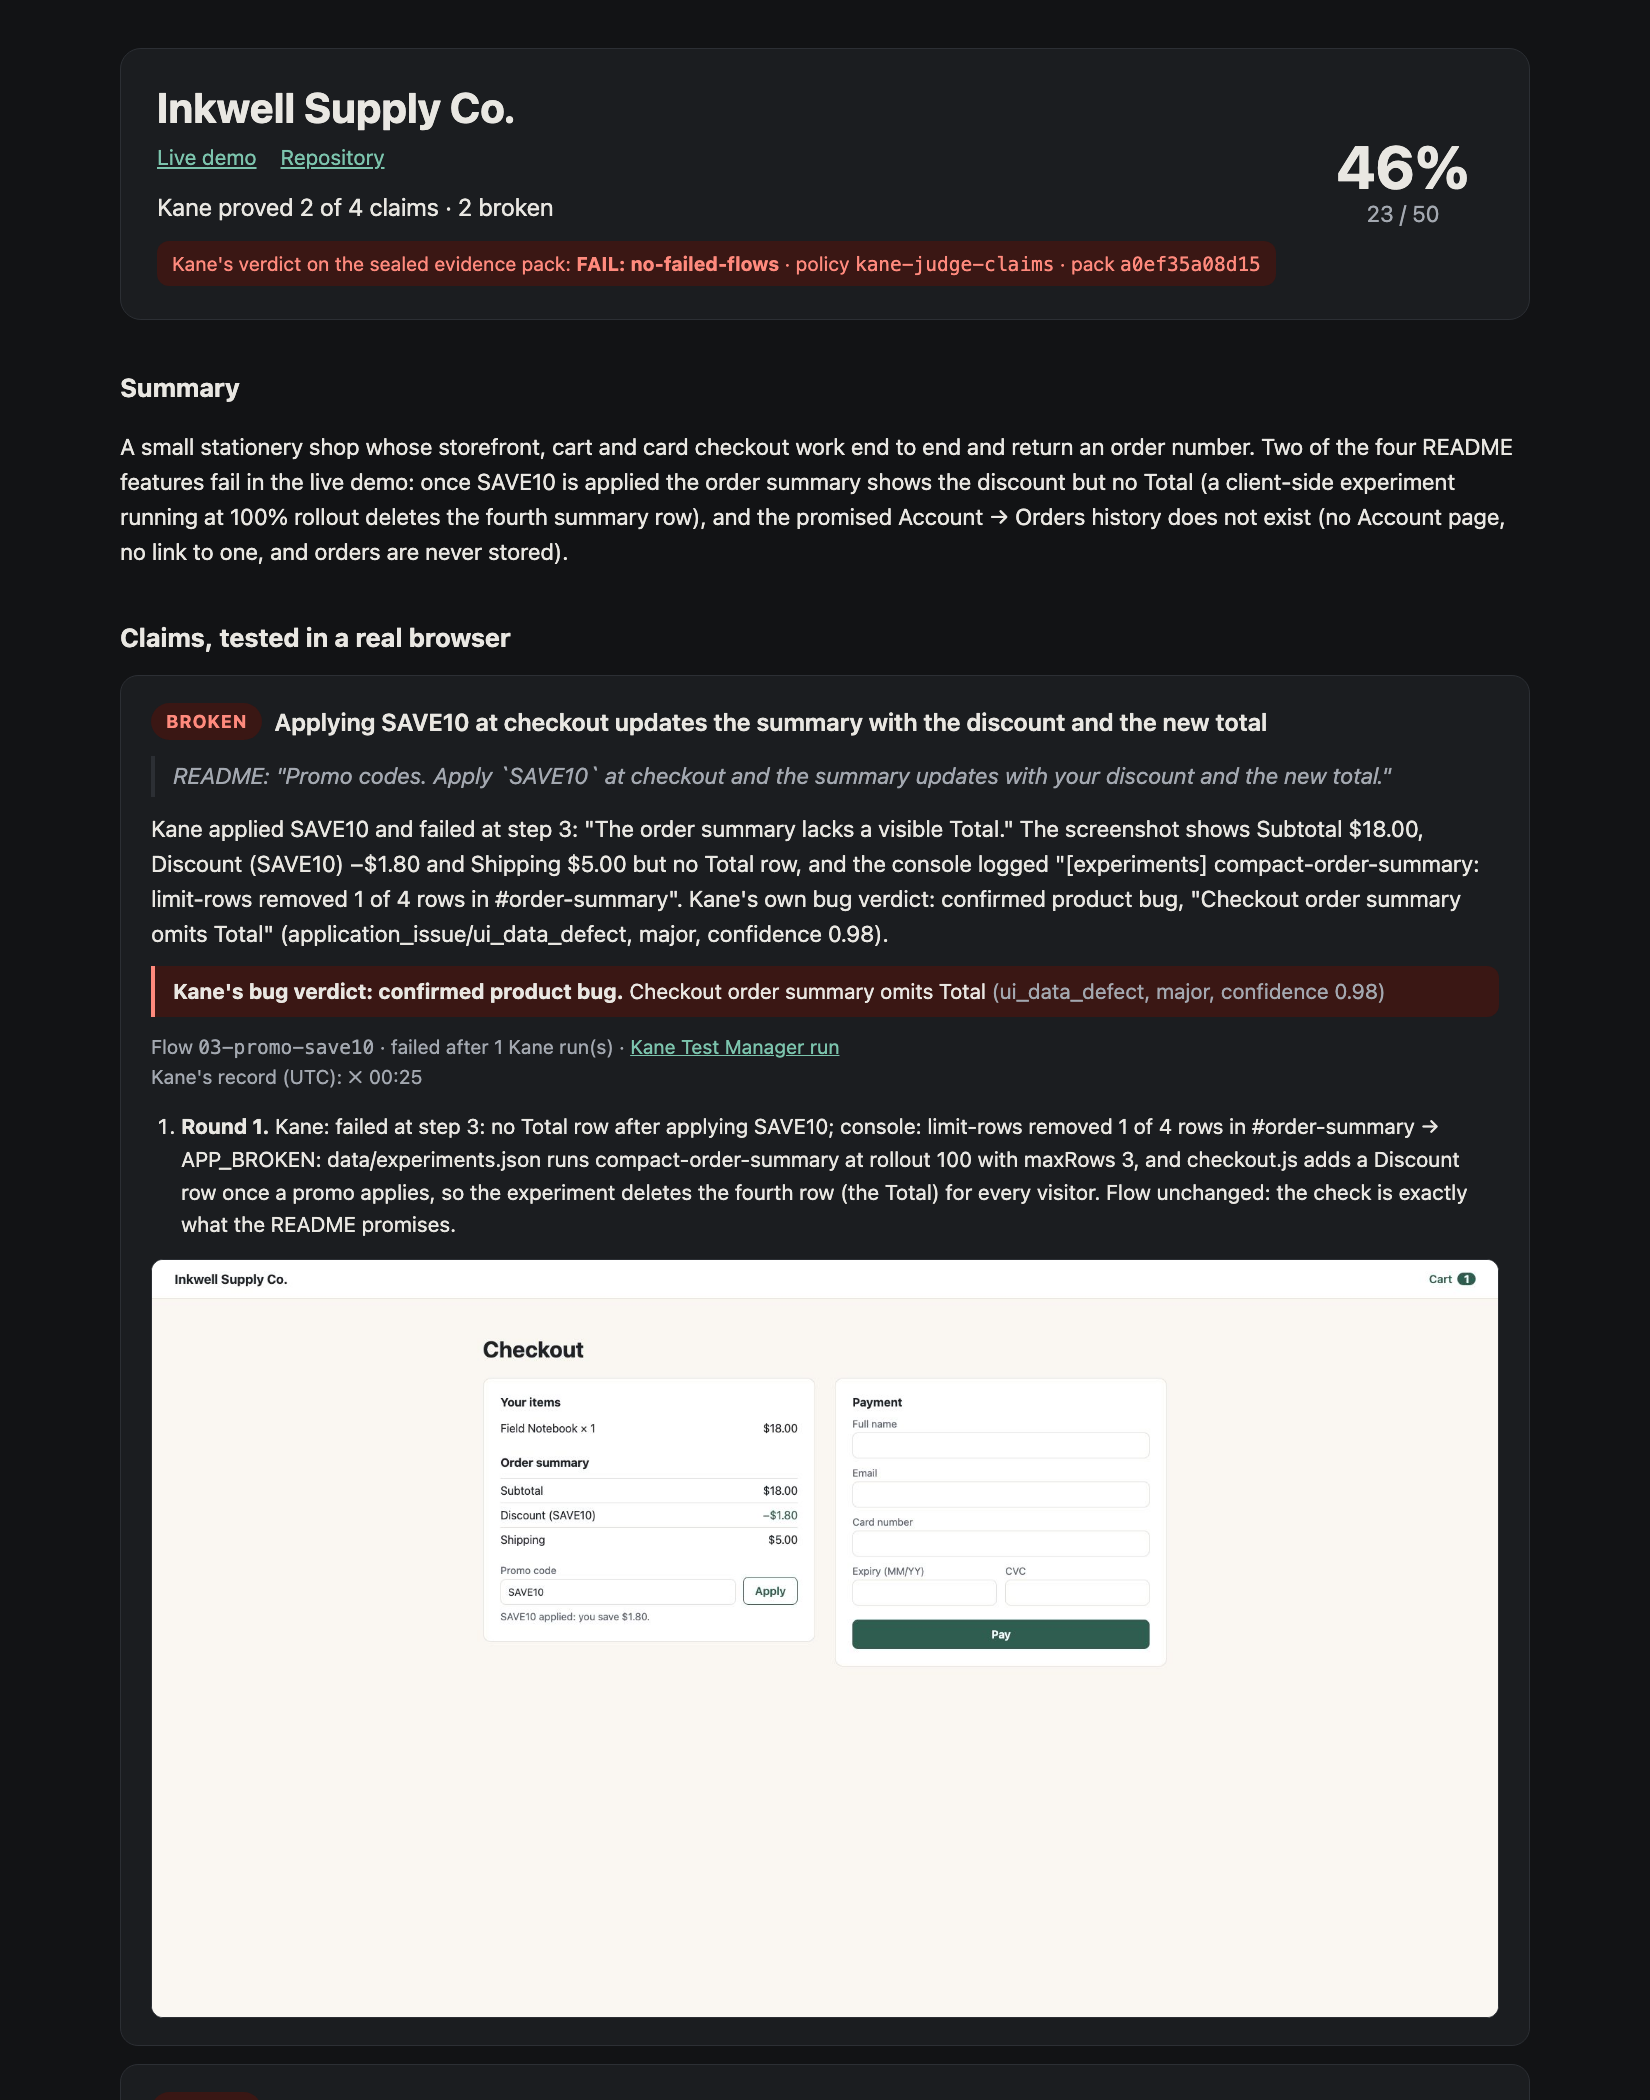 Inkwell Supply Co.
Live demo Repository
Kane proved 2 of 4 claims · 2 broken
46%
23 / 50
Kane's verdict on the sealed evidence pack: FAIL: no-failed-flows · policy kane-judge-claims · pack a0ef35a08d15
Summary
A small stationery shop whose storefront, cart and card checkout work end to end and return an order number. Two of the four README
features fail in the live demo: once SAVE10 is applied the order summary shows the discount but no Total (a client-side experiment
running at 100% rollout deletes the fourth summary row), and the promised Account → Orders history does not exist (no Account page,
no link to one, and orders are never stored).
Claims, tested in a real browser
BROKEN Applying SAVE10 at checkout updates the summary with the discount and the new total
README: "Promo codes. Apply `SAVE10` at checkout and the summary updates with your discount and the new total."
Kane applied SAVE10 and failed at step 3: "The order summary lacks a visible Total." The screenshot shows Subtotal $18.00,
Discount (SAVE10) −$1.80 and Shipping $5.00 but no Total row, and the console logged "[experiments] compact-order-summary:
limit-rows removed 1 of 4 rows in #order-summary". Kane's own bug verdict: confirmed product bug, "Checkout order summary
omits Total" (application_issue/ui_data_defect, major, confidence 0.98).
Kane's bug verdict: confirmed product bug. Checkout order summary omits Total (ui_data_defect, major, confidence 0.98)
Flow 03-promo-save10 · failed after 1 Kane run(s) · Kane Test Manager run
Kane's record (UTC): ✕ 00:25
1. Round 1. Kane: failed at step 3: no Total row after applying SAVE10; console: limit-rows removed 1 of 4 rows in #order-summary →
APP_BROKEN: data/experiments.json runs compact-order-summary at rollout 100 with maxRows 3, and checkout.js adds a Discount
row once a promo applies, so the experiment deletes the fourth row (the Total) for every visitor. Flow unchanged: the check is exactly
what the README promises.
Inkwell Supply Co.
Cart 1
Checkout
Your items
Field Notebook × 1 $18.00
Order summary
Subtotal $18.00
Discount (SAVE10) −$1.80
Shipping $5.00
Promo code
SAVE10 Apply
SAVE10 applied: you save $1.80.
Payment
Full name
Email
Card number
Expiry (MM/YY) CVC
Pay